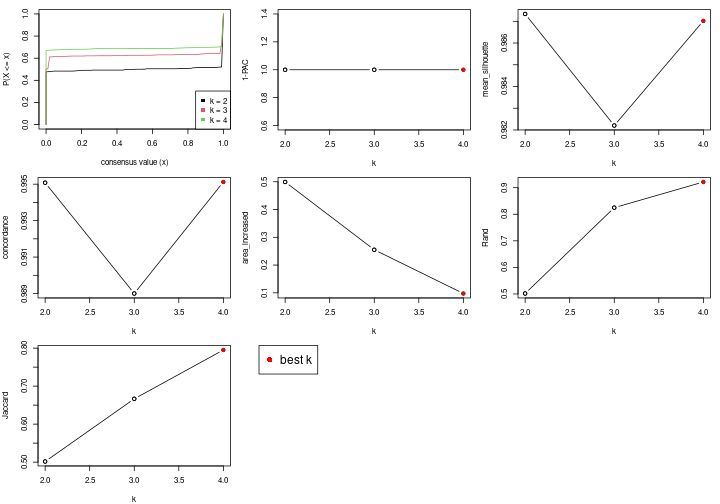 P(X <= x)
0.0 0.2 0.4 0.6 0.8 1.0
k = 2
k = 3
k = 4
0.0 0.2 0.4 0.6 0.8 1.0
consensus value (x)
1-PAC
0.6 0.8 1.0 1.2 1.4
2.0 2.5 3.0 3.5 4.0
k
mean_silhouette
0.982 0.984 0.986
2.0 2.5 3.0 3.5 4.0
k
concordance
0.989 0.991 0.993 0.995
2.0 2.5 3.0 3.5 4.0
k
area_increased
0.1 0.2 0.3 0.4 0.5
2.0 2.5 3.0 3.5 4.0
k
Rand
0.5 0.6 0.7 0.8 0.9
2.0 2.5 3.0 3.5 4.0
k
Jaccard
0.50 0.60 0.70 0.80
2.0 2.5 3.0 3.5 4.0
k
best k